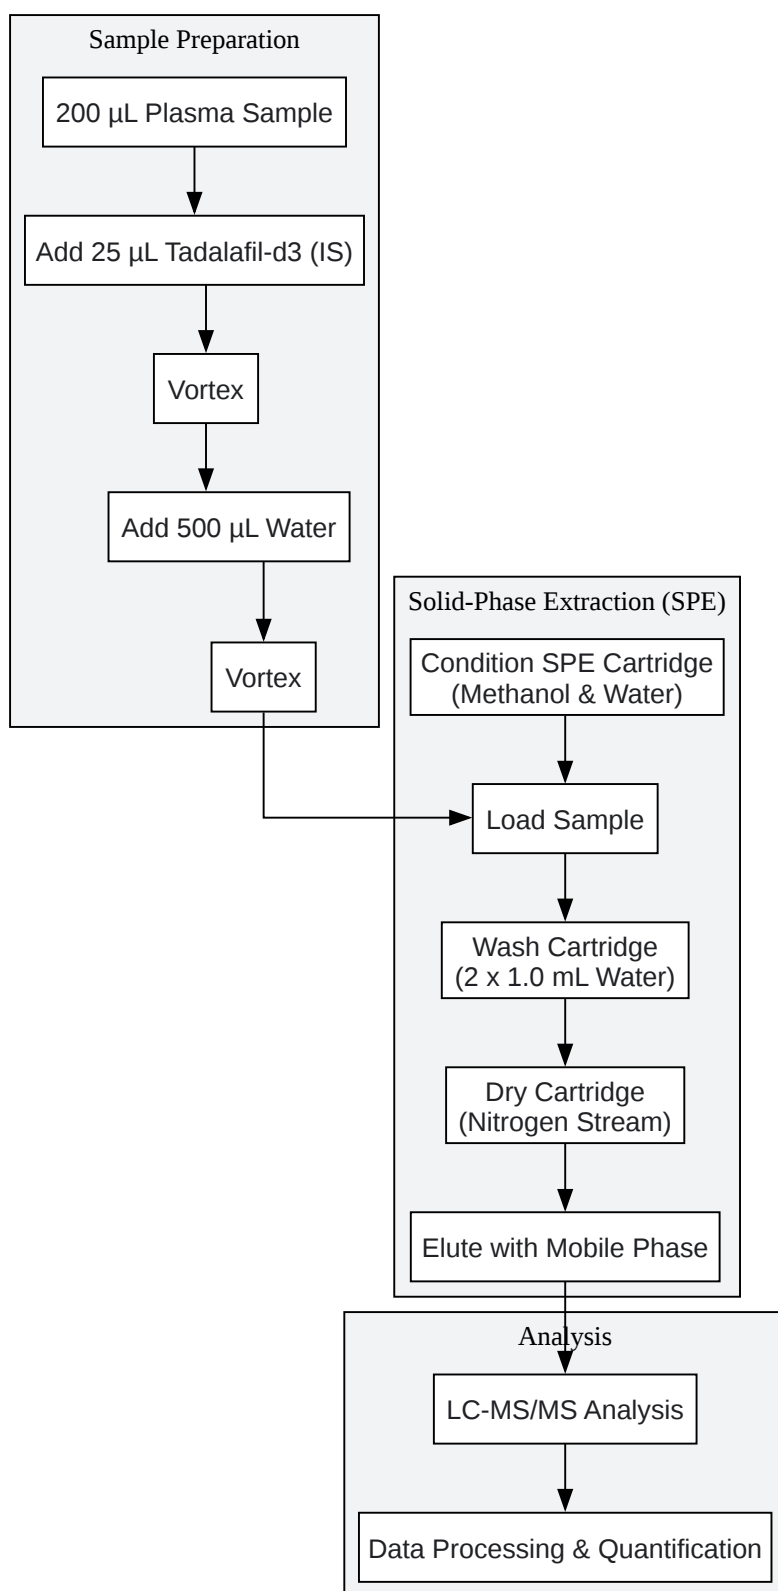 Sample Preparation
200 µL Plasma Sample
Add 25 µL Tadalafil-d3 (IS)
Vortex
Add 500 µL Water
Vortex
Solid-Phase Extraction (SPE)
Condition SPE Cartridge
(Methanol & Water)
Load Sample
Wash Cartridge
(2 x 1.0 mL Water)
Dry Cartridge
(Nitrogen Stream)
Elute with Mobile Phase
Analysis
LC-MS/MS Analysis
Data Processing & Quantification